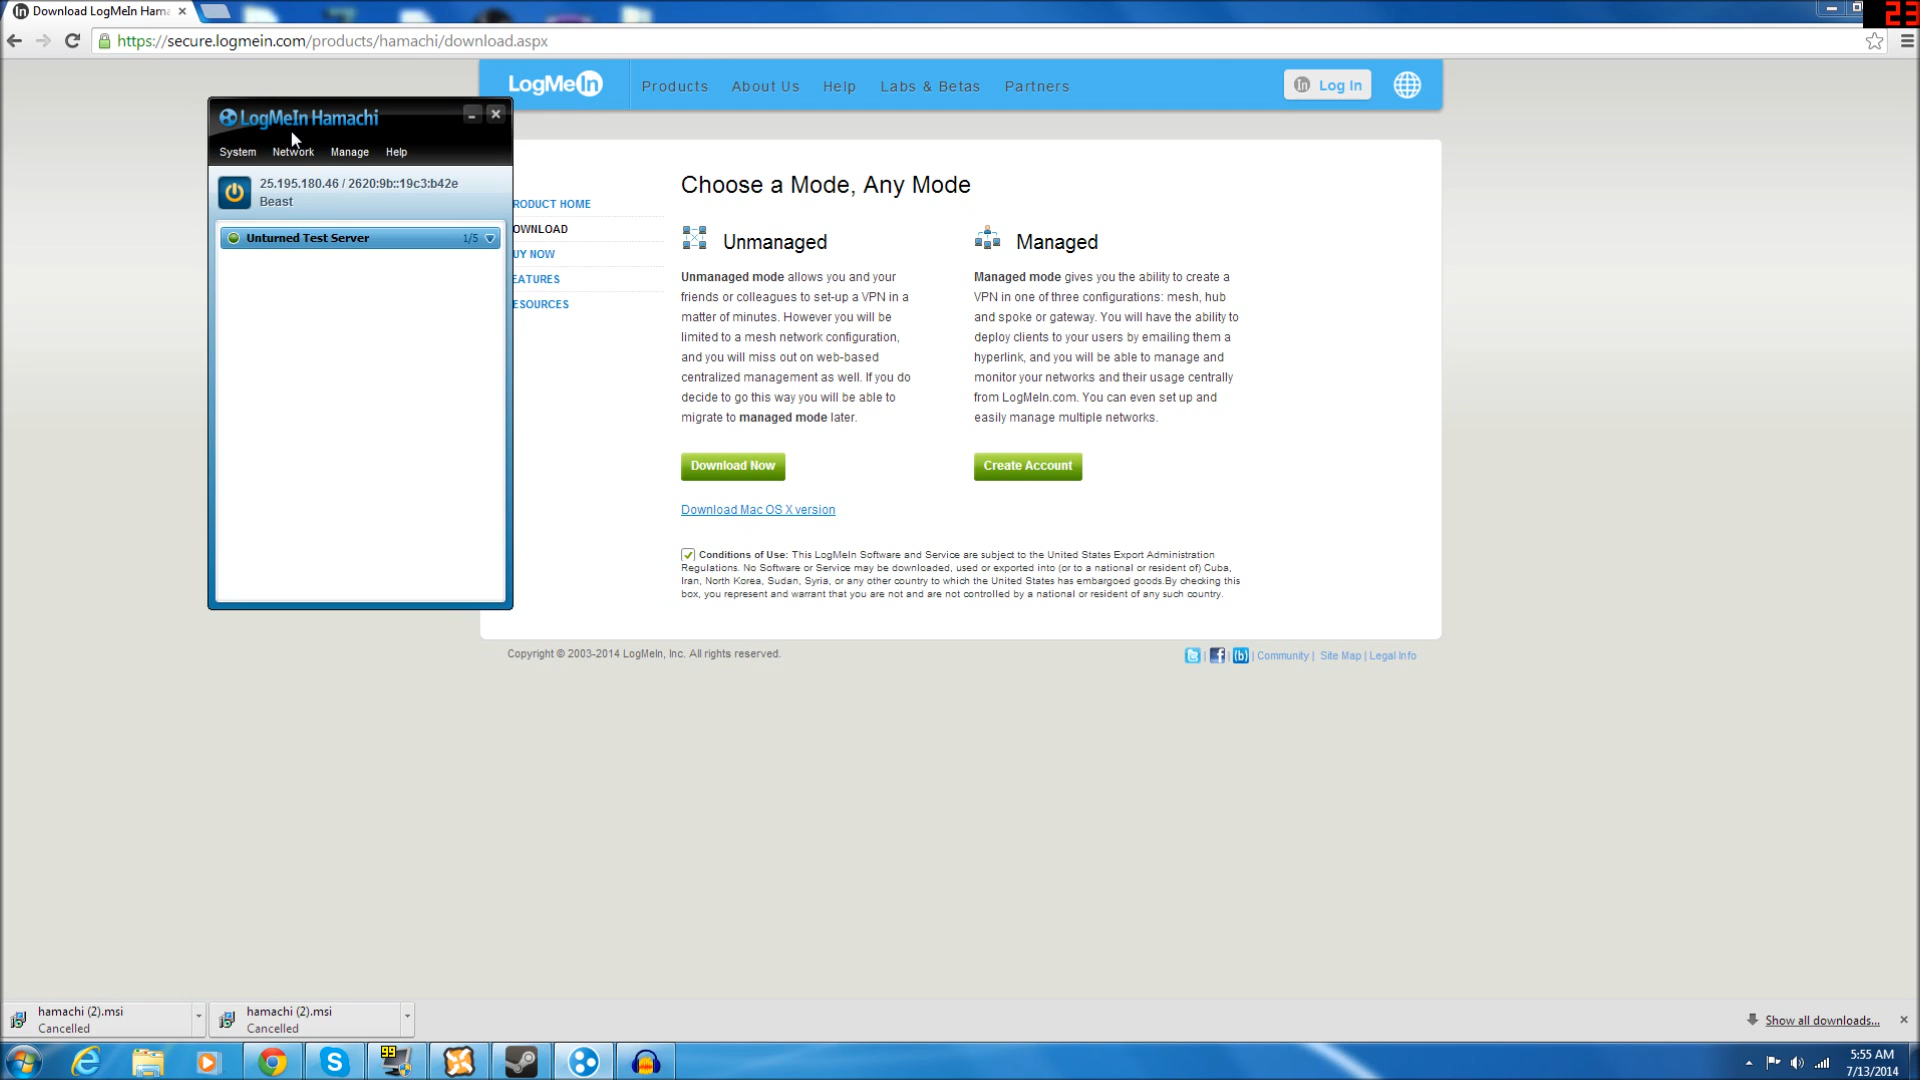 Download LogMeIn Hama
23
https://secure.logmein.com/products/hamachi/download.aspx
LogMeIn
Products
About Us
Help
Labs & Betas
Partners
Log In
LogMeIn Hamachi
System
Network
Manage
Help
25.195.180.46 / 2620:9b::19c3:b42e
Beast
Unturned Test Server
1/5
RODUCT HOME
OWNLOAD
UY NOW
EATURES
ESOURCES
Choose a Mode, Any Mode
Unmanaged
Unmanaged mode allows you and your
friends or colleagues to set-up a VPN in a
matter of minutes. However you will be
limited to a mesh network configuration,
and you will miss out on web-based
centralized management as well. If you do
decide to go this way you will be able to
migrate to managed mode later.
Download Now
Download Mac OS X version
Managed
Managed mode gives you the ability to create a
VPN in one of three configurations: mesh, hub
and spoke or gateway. You will have the ability to
deploy clients to your users by emailing them a
hyperlink, and you will be able to manage and
monitor your networks and their usage centrally
from LogMeIn.com. You can even set up and
easily manage multiple networks.
Create Account
Conditions of Use: This LogMeIn Software and Service are subject to the United States Export Administration
Regulations. No Software or Service may be downloaded, used or exported into (or to a national or resident of) Cuba,
Iran, North Korea, Sudan, Syria, or any other country to which the United States has embargoed goods.By checking this
box, you represent and warrant that you are not and are not controlled by a national or resident of any such country.
Copyright © 2003-2014 LogMeIn, Inc. All rights reserved.
| | | Community | Site Map | Legal Info
hamachi (2).msi
Cancelled
hamachi (2).msi
Cancelled
Show all downloads...
99
5:55 AM
7/13/2014